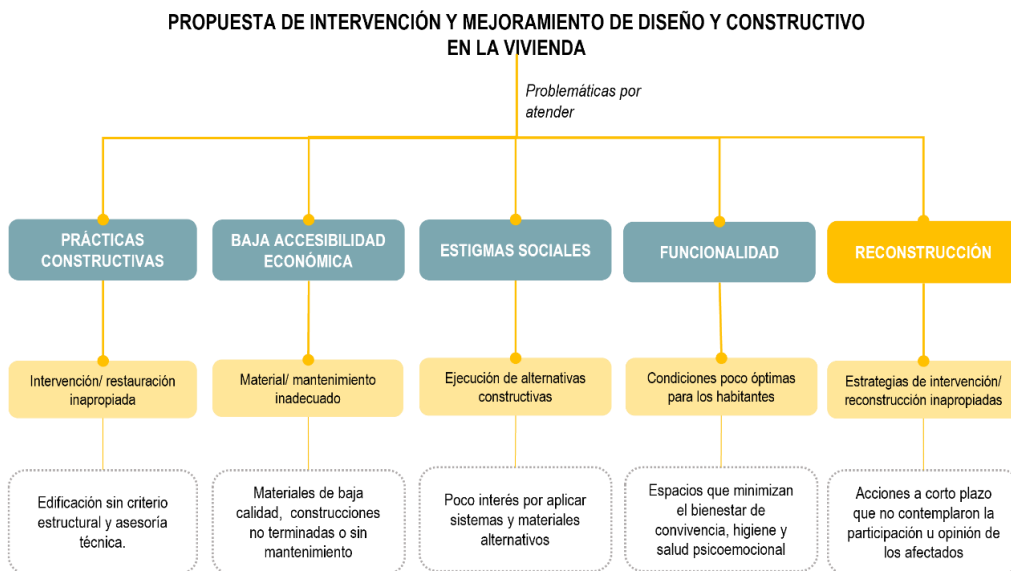 PROPUESTA DE INTERVENCIÓN Y MEJORAMIENTO DE DISEÑO Y CONSTRUCTIVO
EN LA VIVIENDA
Problemáticas por
atender
PRÁCTICAS
CONSTRUCTIVAS
BAJA ACCESIBILIDAD
ECONÓMICA
ESTIGMAS SOCIALES
FUNCIONALIDAD
RECONSTRUCCIÓN
Intervención/ restauración
inapropiada
Material/ mantenimiento
inadecuado
Ejecución de alternativas
constructivas
Condiciones poco óptimas
para los habitantes
Estrategias de intervención/
reconstrucción inapropiadas
Edificación sin criterio
estructural y asesoría
técnica.
Materiales de baja
calidad, construcciones
no terminadas o sin
mantenimiento
Poco interés por aplicar
sistemas y materiales
alternativos
Espacios que minimizan
el bienestar de
convivencia, higiene y
salud psicoemocional
Acciones a corto plazo
que no contemplaron la
participación u opinión de
los afectados